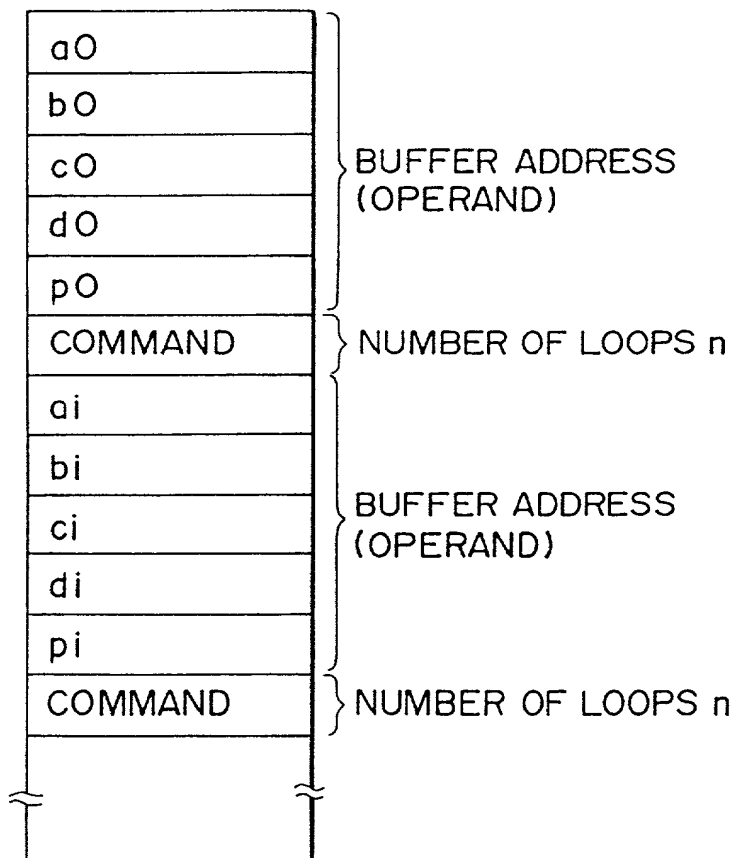 a0
b0
c0
d0
p0
BUFFER ADDRESS
(OPERAND)
COMMAND
NUMBER OF LOOPS n
ai
bi
ci
di
pi
BUFFER ADDRESS
(OPERAND)
COMMAND
NUMBER OF LOOPS n